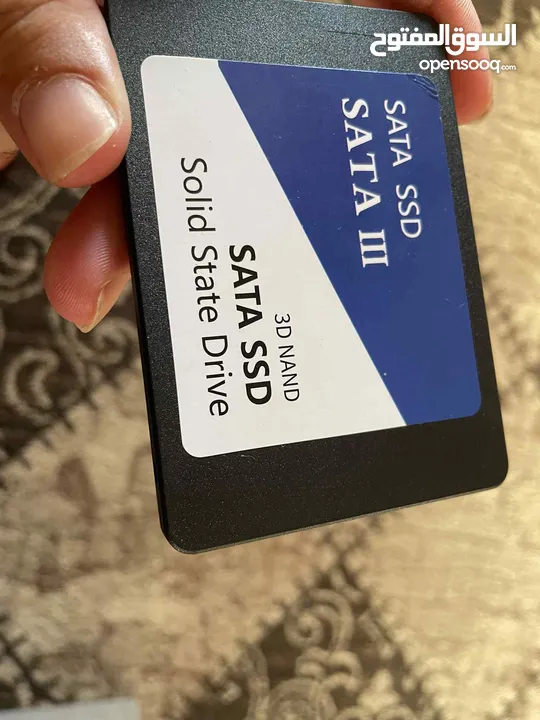 السوق المفتوح
opensooq.com
SATA SSD
SATA III
3D NAND
SATA SSD
Solid State Drive